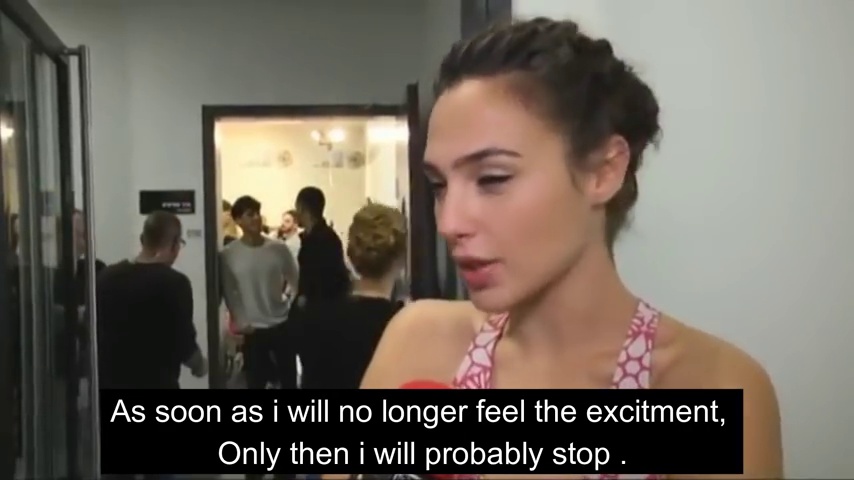 As soon as i will no longer feel the excitment,
Only then i will probably stop .